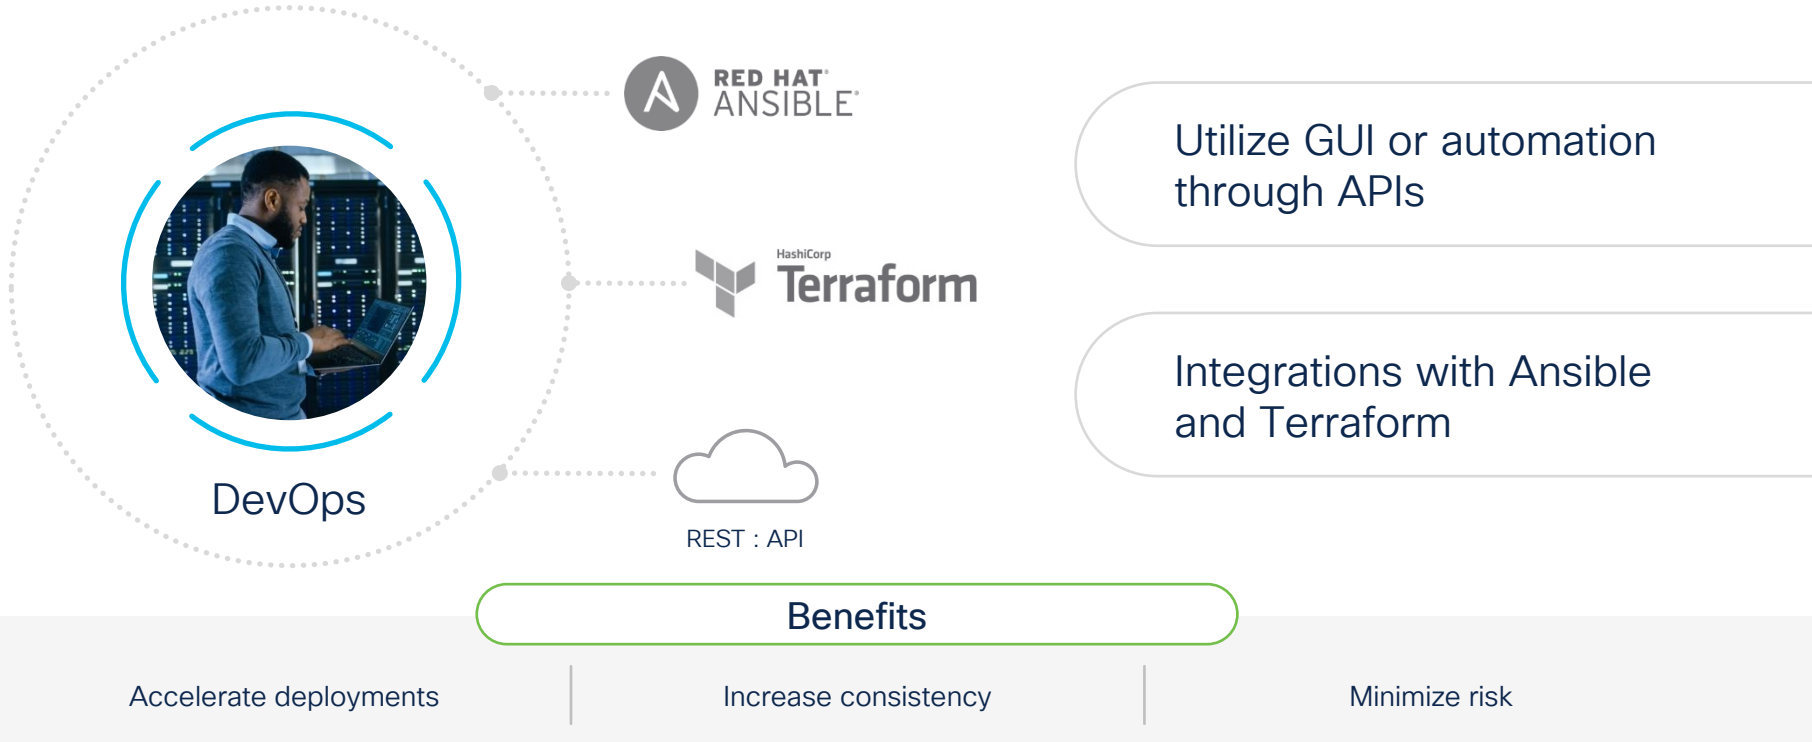 RED HAT®
ANSIBLE®
Utilize GUI or automation
through APIs
HashiCorp
Terraform
Integrations with Ansible
and Terraform
DevOps
REST : API
Benefits
Accelerate deployments
Increase consistency
Minimize risk